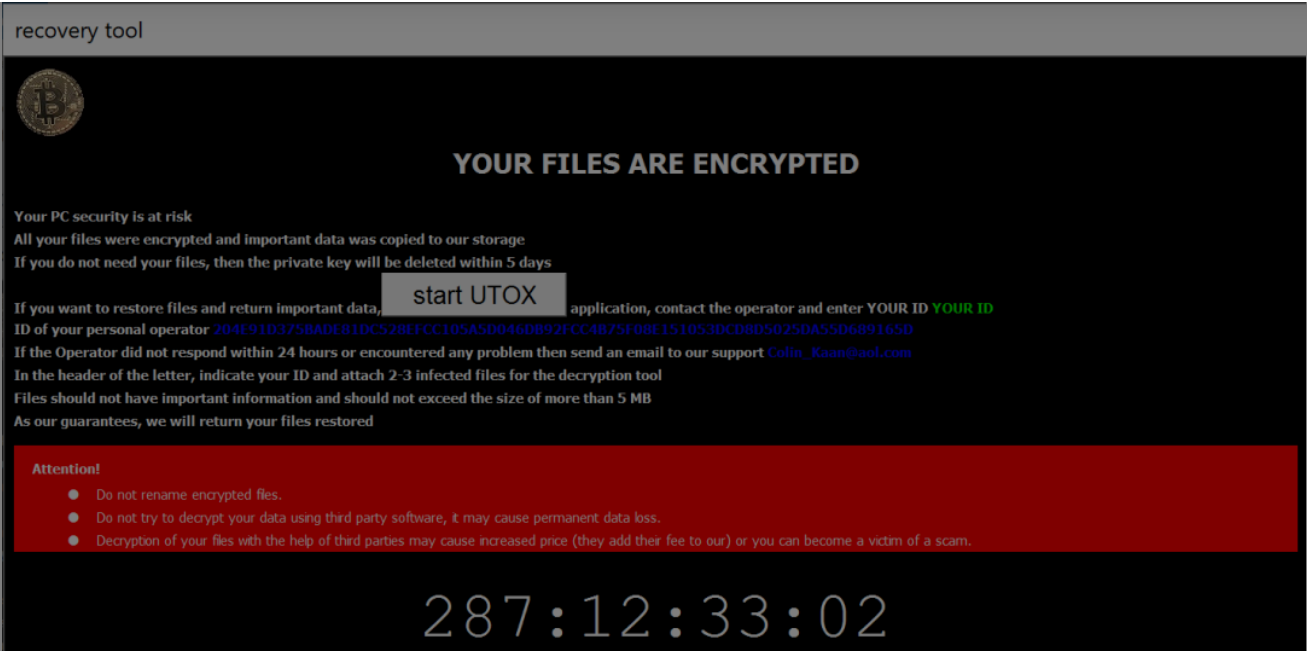 recovery tool
YOUR FILES ARE ENCRYPTED
Your PC security is at risk
All your files were encrypted and important data was copied to our storage
If you do not need your files, then the private key will be deleted within 5 days
If you want to restore files and return important data, start UTOX application, contact the operator and enter YOUR ID YOUR ID
ID of your personal operator
If the Operator did not respond within 24 hours or encountered any problem then send an email to our support Colin_Kaan@aol.com
In the header of the letter, indicate your ID and attach 2-3 infected files for the decryption tool
Files should not have important information and should not exceed the size of more than 5 MB
As our guarantees, we will return your files restored
Attention!
● Do not rename encrypted files.
● Do not try to decrypt your data using third party software, it may cause permanent data loss.
● Decryption of your files with the help of third parties may cause increased price (they add their fee to our) or you can become a victim of a scam.
287:12:33:02